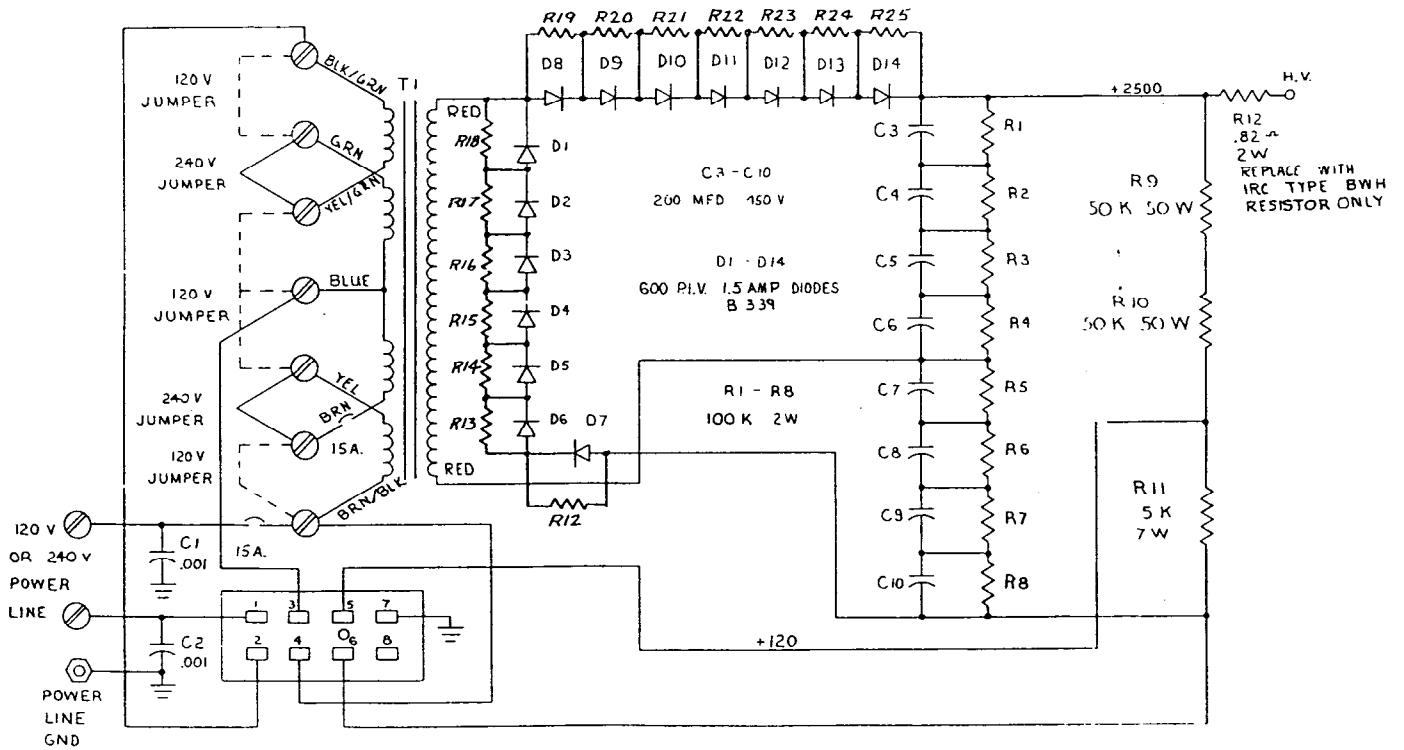 R19 R20 R21 R22 R23 R24 R25
D8 D9 D10 D11 D12 D13 D14
BLK/GRN
T1
120 V
JUMPER
RED
+2500
H.V.
R12
.82 Ω
2W
REPLACE WITH
IRC TYPE BWH
RESISTOR ONLY
GRN
240 V
JUMPER
YEL/GRN
R18
R17
R16
R15
R14
R13
D1
D2
D3
D4
D5
D6
D7
R12
RED
C3 - C10
200 MFD 450 V
D1 - D14
600 P.I.V. 1.5 AMP DIODES
B 339
R1 - R8
100 K 2W
C3
C4
C5
C6
C7
C8
C9
C10
R1
R2
R3
R4
R5
R6
R7
R8
R9
50 K 50 W
R10
50 K 50 W
R11
5 K
7 W
BLUE
120 V
JUMPER
YEL
240 V
JUMPER
BRN
15A.
120 V
JUMPER
BRN/BLK
120 V
OR 240 V
POWER
LINE
C1
.001
15A.
C2
.001
POWER
LINE
GND
1 3 5 7
2 4 6 8
+120